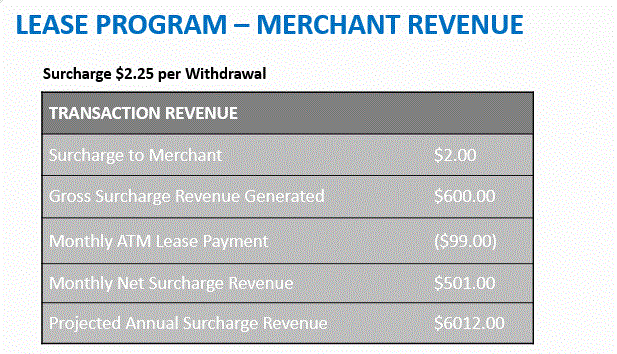 LEASE PROGRAM – MERCHANT REVENUE
Surcharge $2.25 per Withdrawal
TRANSACTION REVENUE
Surcharge to Merchant $2.00
Gross Surcharge Revenue Generated $600.00
Monthly ATM Lease Payment ($99.00)
Monthly Net Surcharge Revenue $501.00
Projected Annual Surcharge Revenue $6012.00